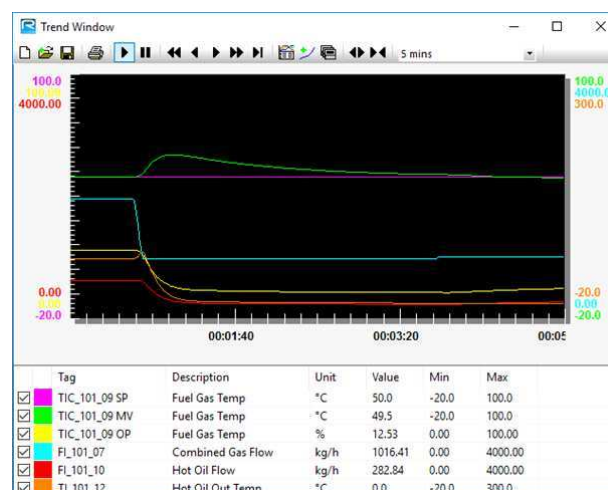 Trend Window
5 mins
100.0
100.00
4000.00
100.0
4000.0
300.0
0.00
0.00
-20.0
-20.0
0.00
-20.0
00:01:40
00:03:20
00:05
Tag Description Unit Value Min Max
TIC_101_09 SP Fuel Gas Temp °C 50.0 -20.0 100.0
TIC_101_09 MV Fuel Gas Temp °C 49.5 -20.0 100.0
TIC_101_09 OP Fuel Gas Temp % 12.53 0.00 100.00
FI_101_07 Combined Gas Flow kg/h 1016.41 0.00 4000.00
FI_101_10 Hot Oil Flow kg/h 282.84 0.00 4000.00
TI_101_12 Hot Oil Out Temp °C 0.0 -20.0 300.0